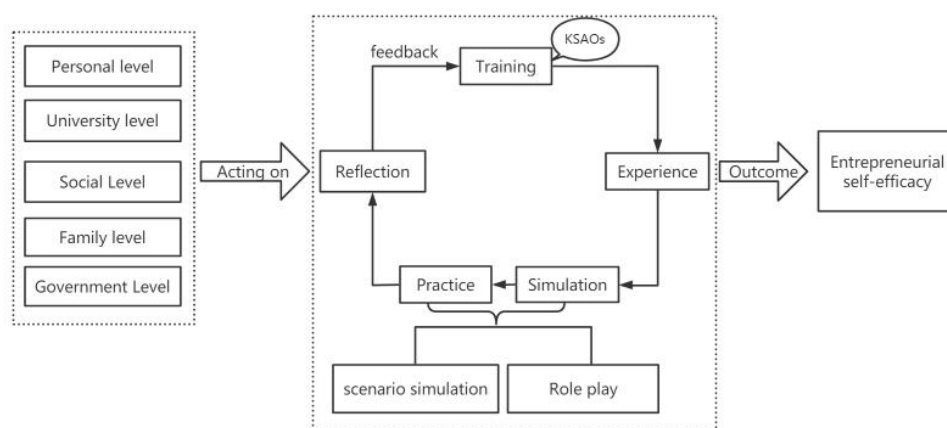 Personal level
University level
Social Level
Family level
Government Level
Acting on
feedback
Training
KSAOs
Reflection
Experience
Practice
Simulation
scenario simulation
Role play
Outcome
Entrepreneurial
self-efficacy